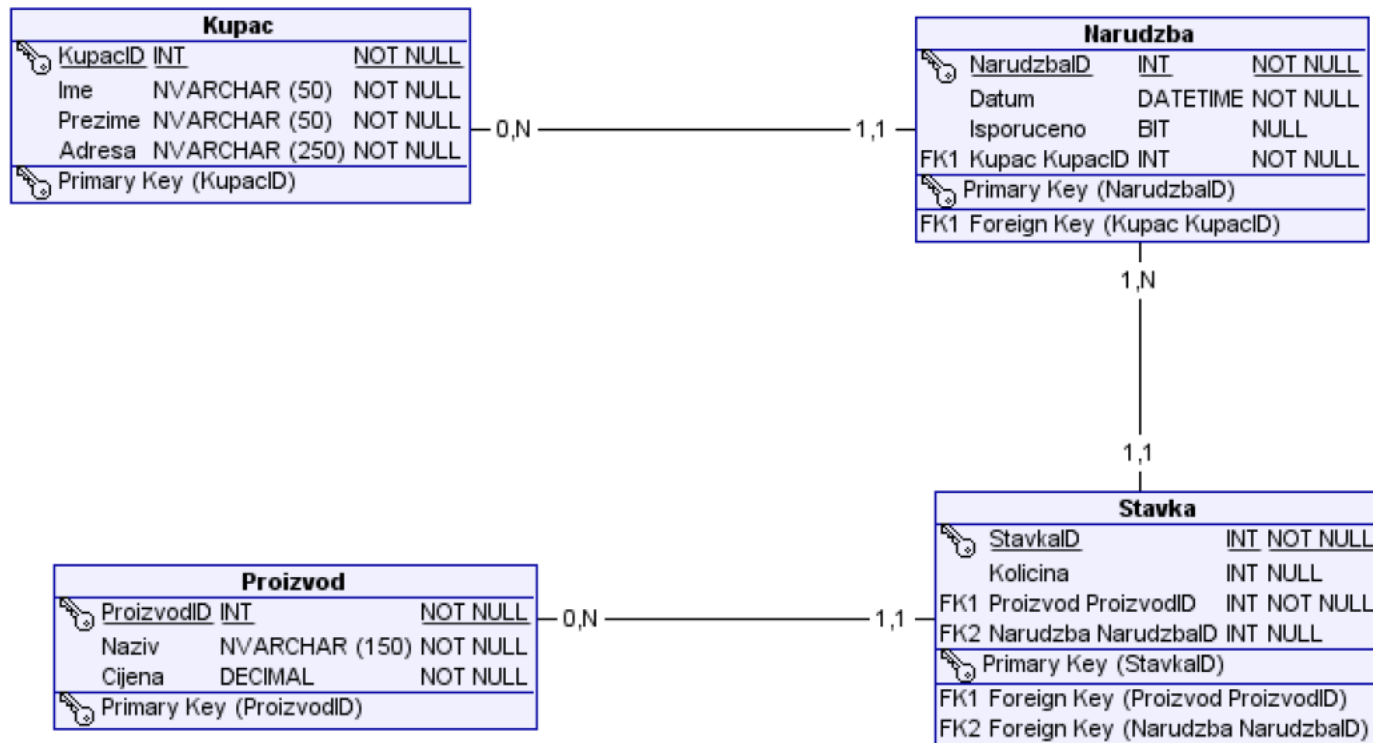 Kupac
KupacID INT NOT NULL
Ime NVARCHAR (50) NOT NULL
Prezime NVARCHAR (50) NOT NULL
Adresa NVARCHAR (250) NOT NULL
Primary Key (KupacID)
0,N
1,1
Narudzba
NarudzbaID INT NOT NULL
Datum DATETIME NOT NULL
Isporuceno BIT NULL
FK1 Kupac KupacID INT NOT NULL
Primary Key (NarudzbaID)
FK1 Foreign Key (Kupac KupacID)
1,N
1,1
Proizvod
ProizvodID INT NOT NULL
Naziv NVARCHAR (150) NOT NULL
Cijena DECIMAL NOT NULL
Primary Key (ProizvodID)
0,N
1,1
Stavka
StavkaID INT NOT NULL
Kolicina INT NULL
FK1 Proizvod ProizvodID INT NOT NULL
FK2 Narudzba NarudzbaID INT NULL
Primary Key (StavkaID)
FK1 Foreign Key (Proizvod ProizvodID)
FK2 Foreign Key (Narudzba NarudzbaID)